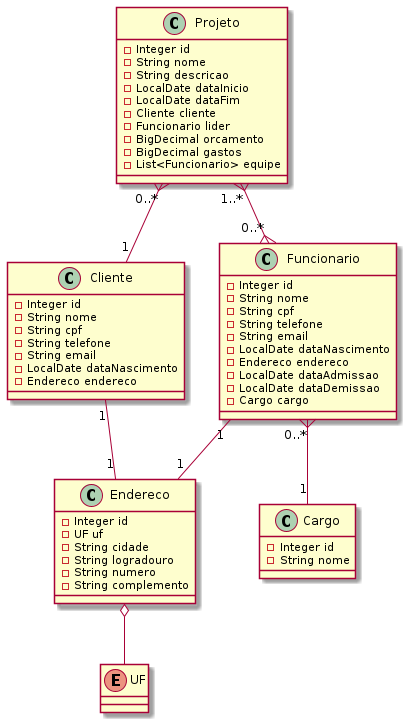 C Projeto
Integer id
String nome
String descricao
LocalDate dataInicio
LocalDate dataFim
Cliente cliente
Funcionario lider
BigDecimal orcamento
BigDecimal gastos
List<Funcionario> equipe
0..*
1..*
1
0..*
C Cliente
Integer id
String nome
String cpf
String telefone
String email
LocalDate dataNascimento
Endereco endereco
C Funcionario
Integer id
String nome
String cpf
String telefone
String email
LocalDate dataNascimento
Endereco endereco
LocalDate dataAdmissao
LocalDate dataDemissao
Cargo cargo
1
1
1
1
0..*
1
C Endereco
Integer id
UF uf
String cidade
String logradouro
String numero
String complemento
C Cargo
Integer id
String nome
E UF